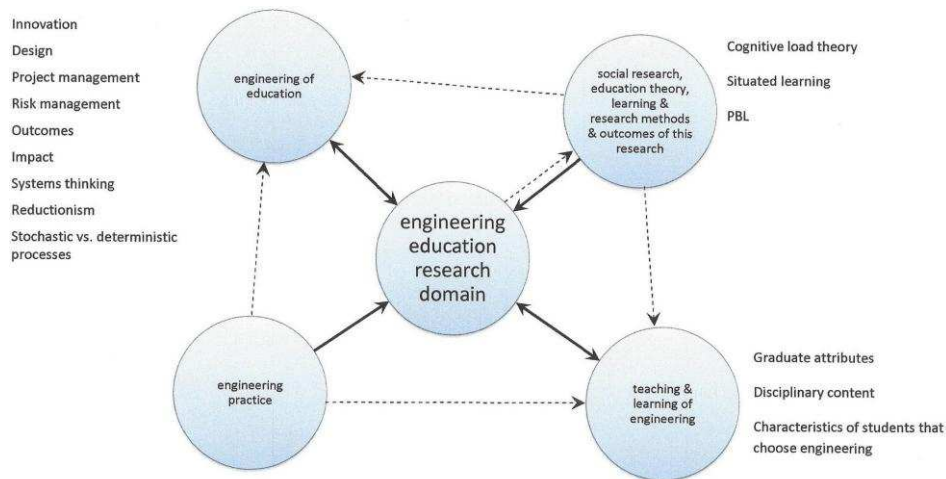 Innovation
Design
Project management
Risk management
Outcomes
Impact
Systems thinking
Reductionism
Stochastic vs. deterministic
processes
engineering of
education
social research,
education theory,
learning &
research methods
& outcomes of this
research
Cognitive load theory
Situated learning
PBL
engineering
education
research
domain
engineering
practice
teaching &
learning of
engineering
Graduate attributes
Disciplinary content
Characteristics of students that
choose engineering